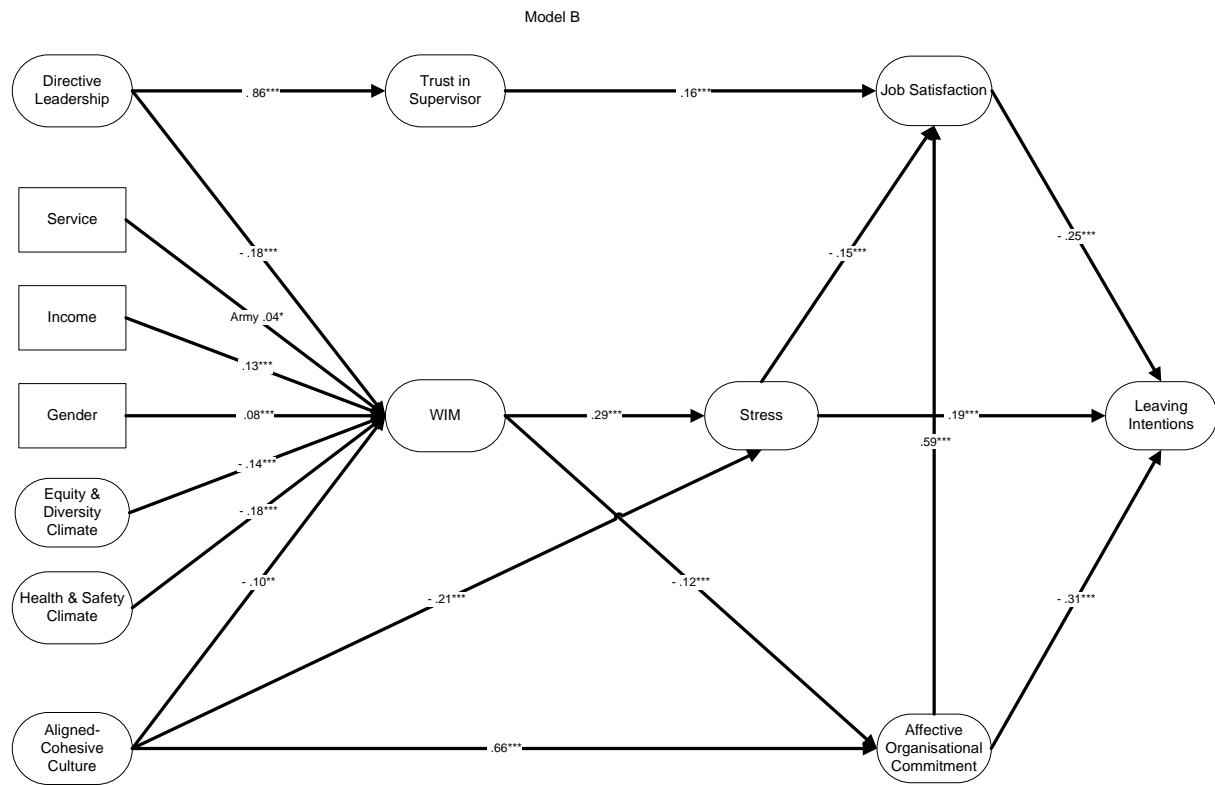 Model B
Directive
Leadership
. 86***
Trust in
Supervisor
.16***
Job Satisfaction
Service
- .18***
- .15***
- .25***
Income
Army .04*
.13***
Gender
.08***
WIM
.29***
Stress
.19***
Leaving
Intentions
.59***
- .14***
Equity &
Diversity
Climate
- .18***
Health & Safety
Climate
- .10**
- .21***
- .12***
- .31***
Aligned-
Cohesive
Culture
.66***
Affective
Organisational
Commitment